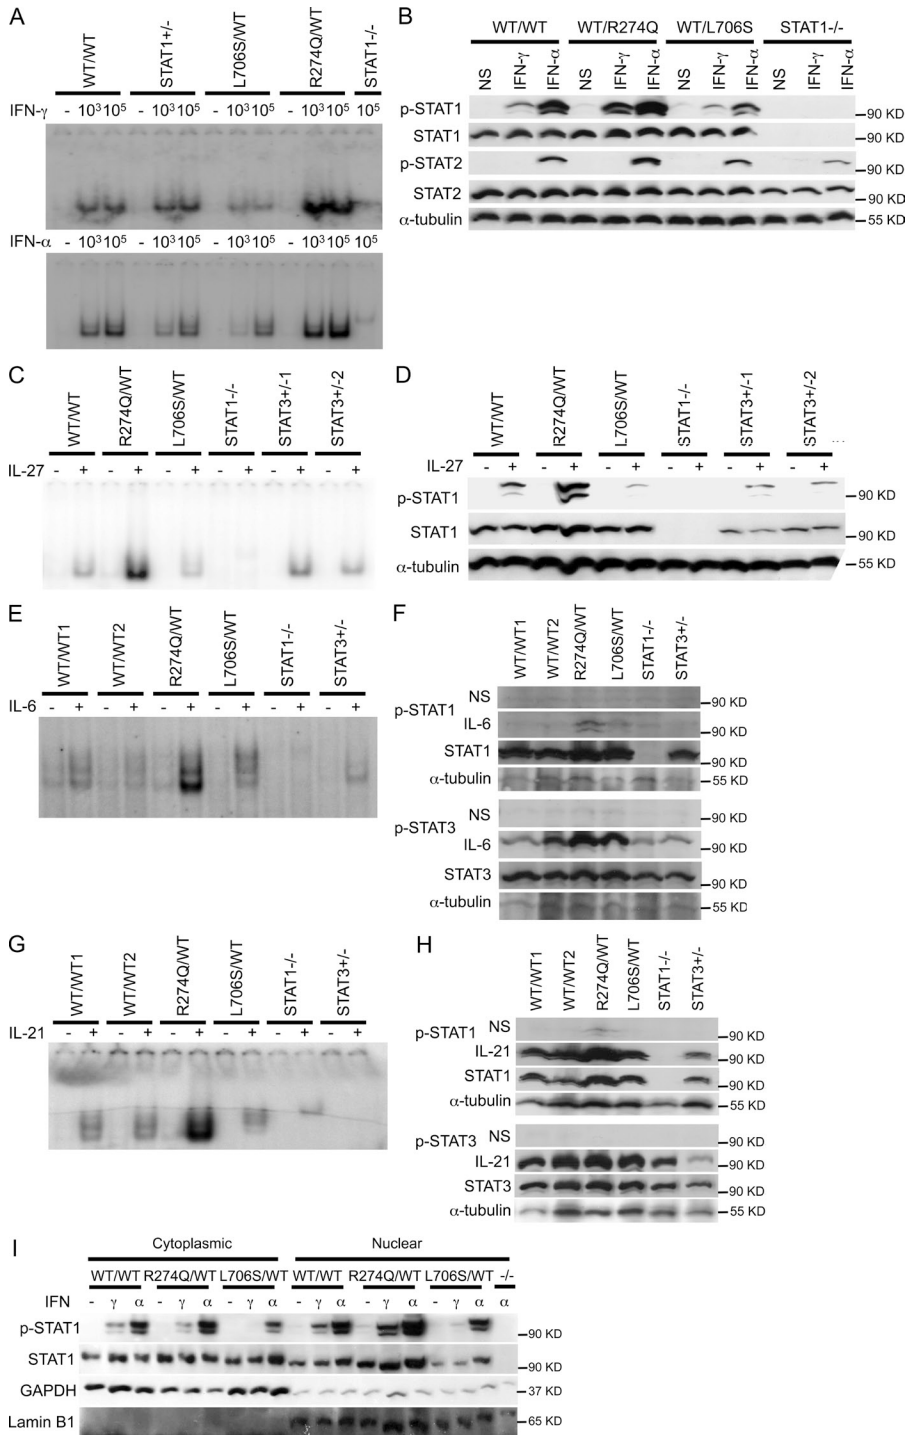 A
WT/WT
STAT1+/-
L706S/WT
R274Q/WT
STAT1-/-
IFN-γ - 10³ 10⁵ - 10³ 10⁵ - 10³ 10⁵ - 10³ 10⁵ 10⁵
IFN-α - 10³ 10⁵ - 10³ 10⁵ - 10³ 10⁵ - 10³ 10⁵ 10⁵
B
WT/WT WT/R274Q WT/L706S STAT1-/-
NS IFN-γ IFN-α NS IFN-γ IFN-α NS IFN-γ IFN-α NS IFN-γ IFN-α
p-STAT1 90 KD
STAT1 90 KD
p-STAT2 90 KD
STAT2 90 KD
α-tubulin 55 KD
C
WT/WT
R274Q/WT
L706S/WT
STAT1-/-
STAT3+/-1
STAT3+/-2
IL-27 - + - + - + - + - + - +
D
WT/WT
R274Q/WT
L706S/WT
STAT1-/-
STAT3+/-1
STAT3+/-2
...
IL-27 - + - + - + - + - + - +
p-STAT1 90 KD
STAT1 90 KD
α-tubulin 55 KD
E
WT/WT1
WT/WT2
R274Q/WT
L706S/WT
STAT1-/-
STAT3+/-
IL-6 - + - + - + - + - + - +
F
WT/WT1
WT/WT2
R274Q/WT
L706S/WT
STAT1-/-
STAT3+/-
NS 90 KD
p-STAT1
IL-6 90 KD
STAT1 90 KD
α-tubulin 55 KD
NS 90 KD
p-STAT3
IL-6 90 KD
STAT3 90 KD
α-tubulin 55 KD
G
WT/WT1
WT/WT2
R274Q/WT
L706S/WT
STAT1-/-
STAT3+/-
IL-21 - + - + - + - + - + - +
H
WT/WT1
WT/WT2
R274Q/WT
L706S/WT
STAT1-/-
STAT3+/-
p-STAT1 NS 90 KD
IL-21 90 KD
STAT1 90 KD
α-tubulin 55 KD
p-STAT3 NS 90 KD
IL-21 90 KD
STAT3 90 KD
α-tubulin 55 KD
I
Cytoplasmic Nuclear
WT/WT R274Q/WT L706S/WT WT/WT R274Q/WT L706S/WT -/-
IFN - γ α - γ α - γ α - γ α - γ α - γ α α
p-STAT1 90 KD
STAT1 90 KD
GAPDH 37 KD
Lamin B1 65 KD